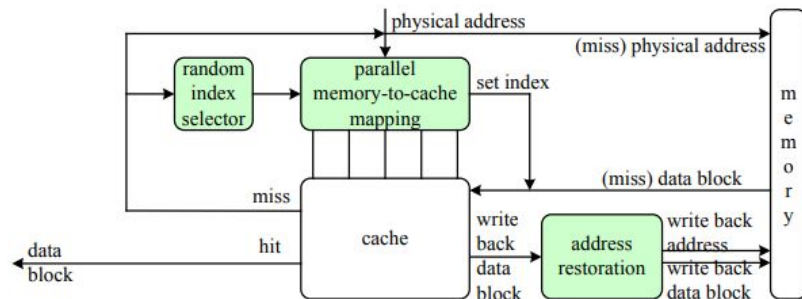 physical address
(miss) physical address
random
index
selector
parallel
memory-to-cache
mapping
set index
m
e
m
o
r
y
miss
(miss) data block
cache
hit
data
block
write
back
data
block
address
restoration
write back
address
write back
data block